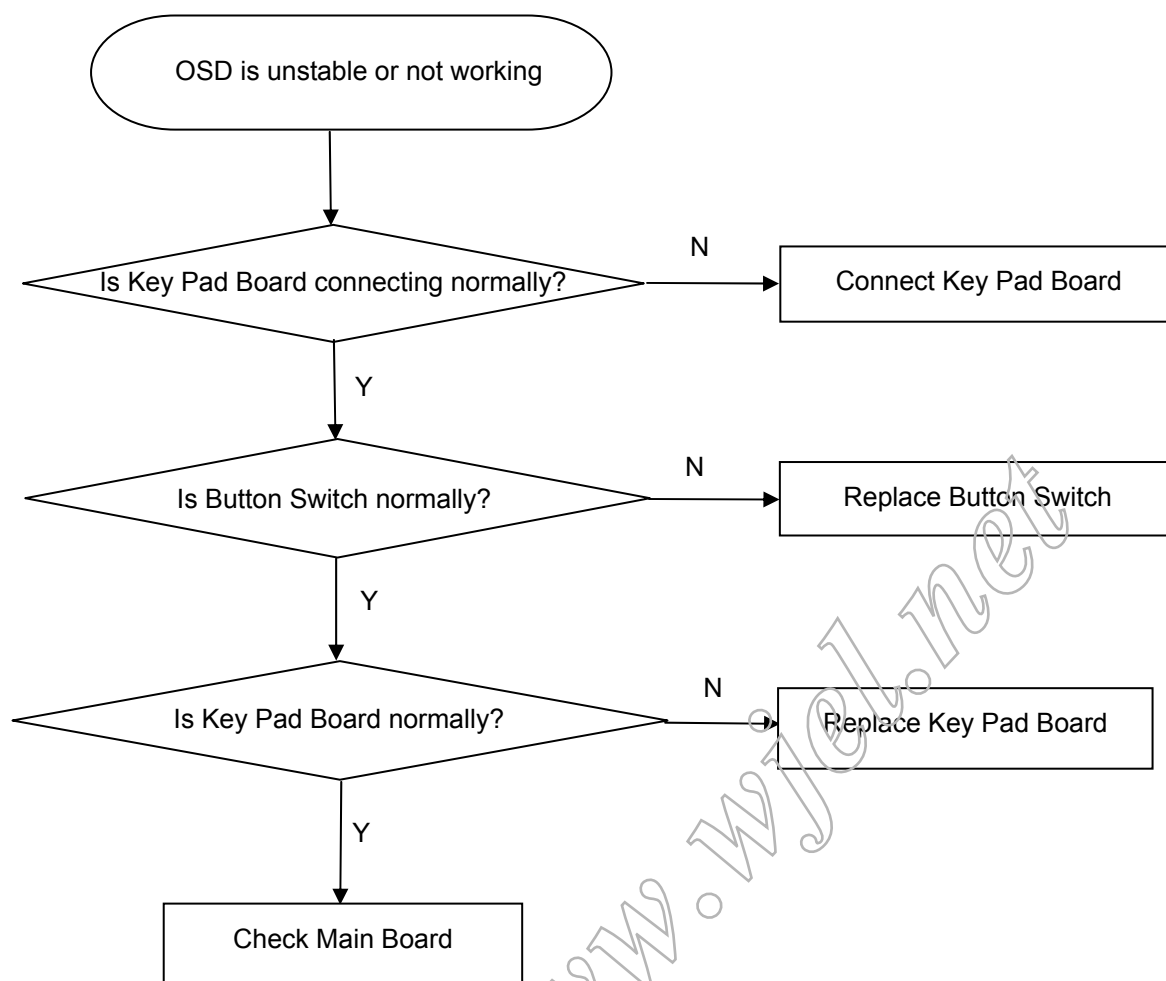 OSD is unstable or not working
Is Key Pad Board connecting normally?
N
Connect Key Pad Board
Y
Is Button Switch normally?
N
Replace Button Switch
Y
Is Key Pad Board normally?
N
Replace Key Pad Board
Y
Check Main Board
w.wjel.net